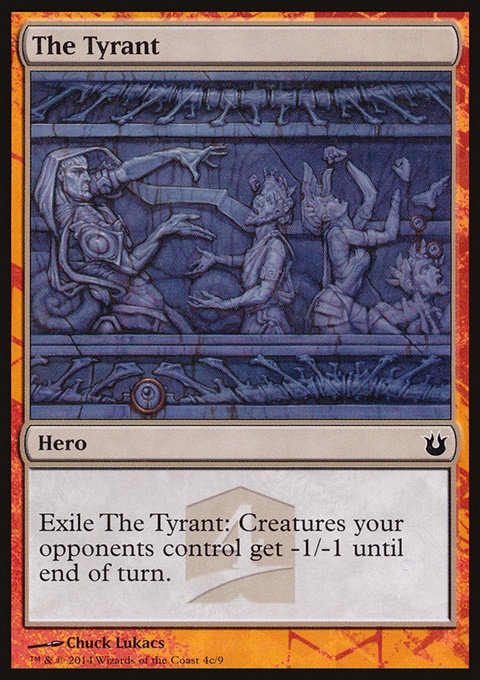 The Tyrant
Hero
4
Exile The Tyrant: Creatures your
opponents control get -1/-1 until
end of turn.
Chuck Lukacs
™ & © 2014 Wizards of the Coast 4c/9